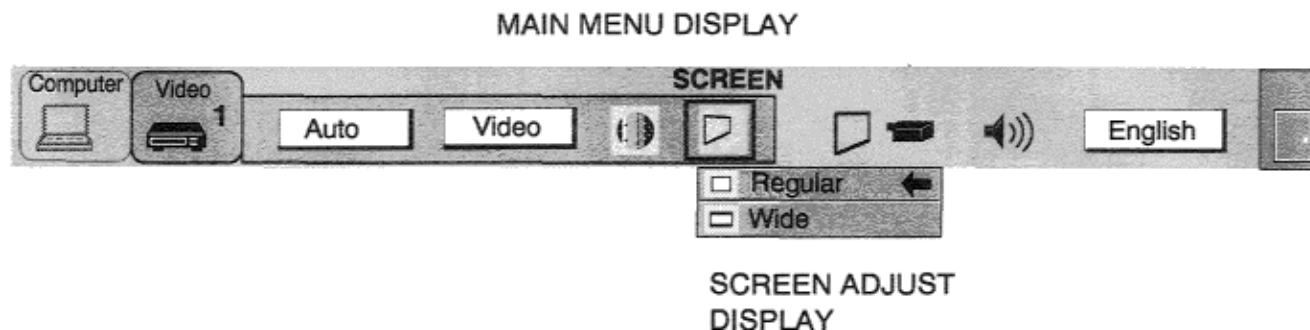 MAIN MENU DISPLAY
SCREEN
Computer
Video
1
Auto
Video
English
Regular
Wide
SCREEN ADJUST
DISPLAY